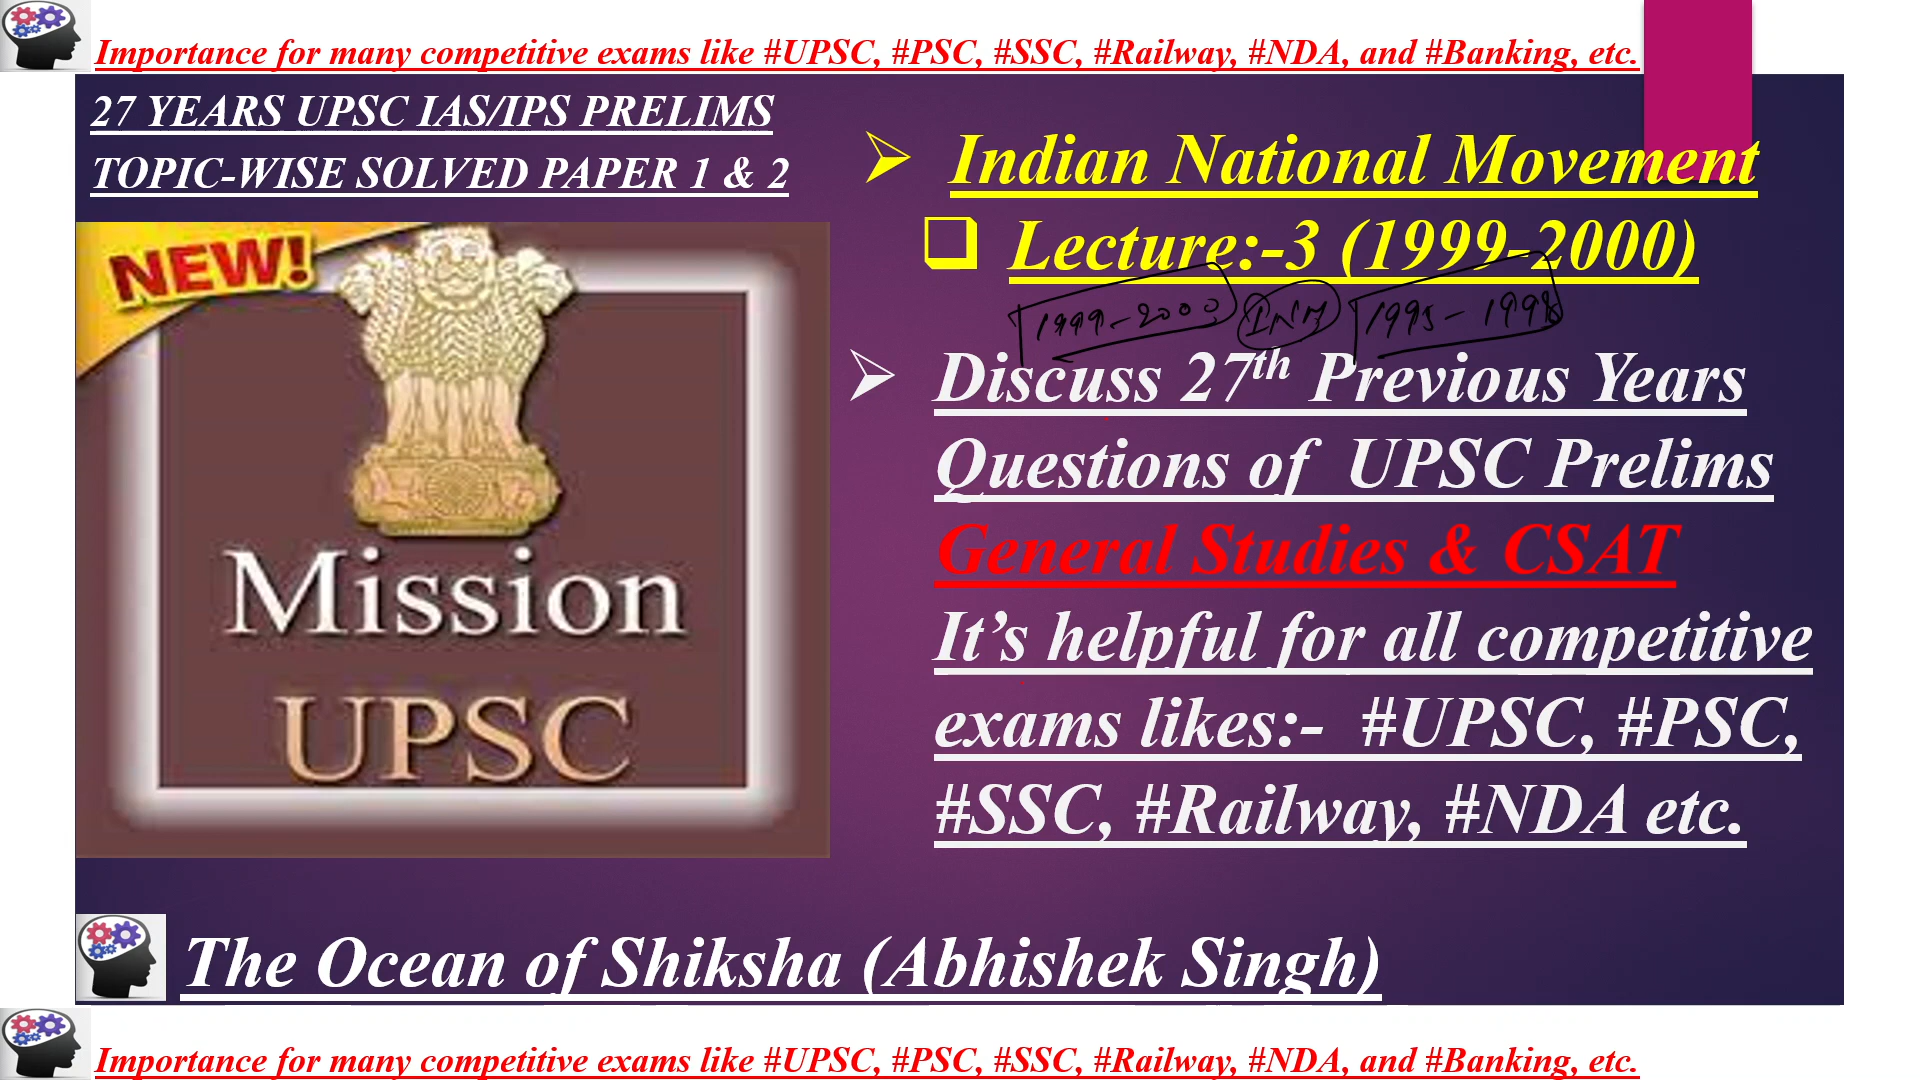 Importance for many competitive exams like #UPSC, #PSC, #SSC, #Railway, #NDA, and #Banking, etc.
27 YEARS UPSC IAS/IPS PRELIMS
TOPIC-WISE SOLVED PAPER 1 & 2
NEW!
Mission
UPSC
Indian National Movement
Lecture:-3 (1999-2000)
1999-2000 INM 1995-1998
Discuss 27th Previous Years
Questions of UPSC Prelims
General Studies & CSAT
It’s helpful for all competitive
exams likes:- #UPSC, #PSC,
#SSC, #Railway, #NDA etc.
The Ocean of Shiksha (Abhishek Singh)
Importance for many competitive exams like #UPSC, #PSC, #SSC, #Railway, #NDA, and #Banking, etc.